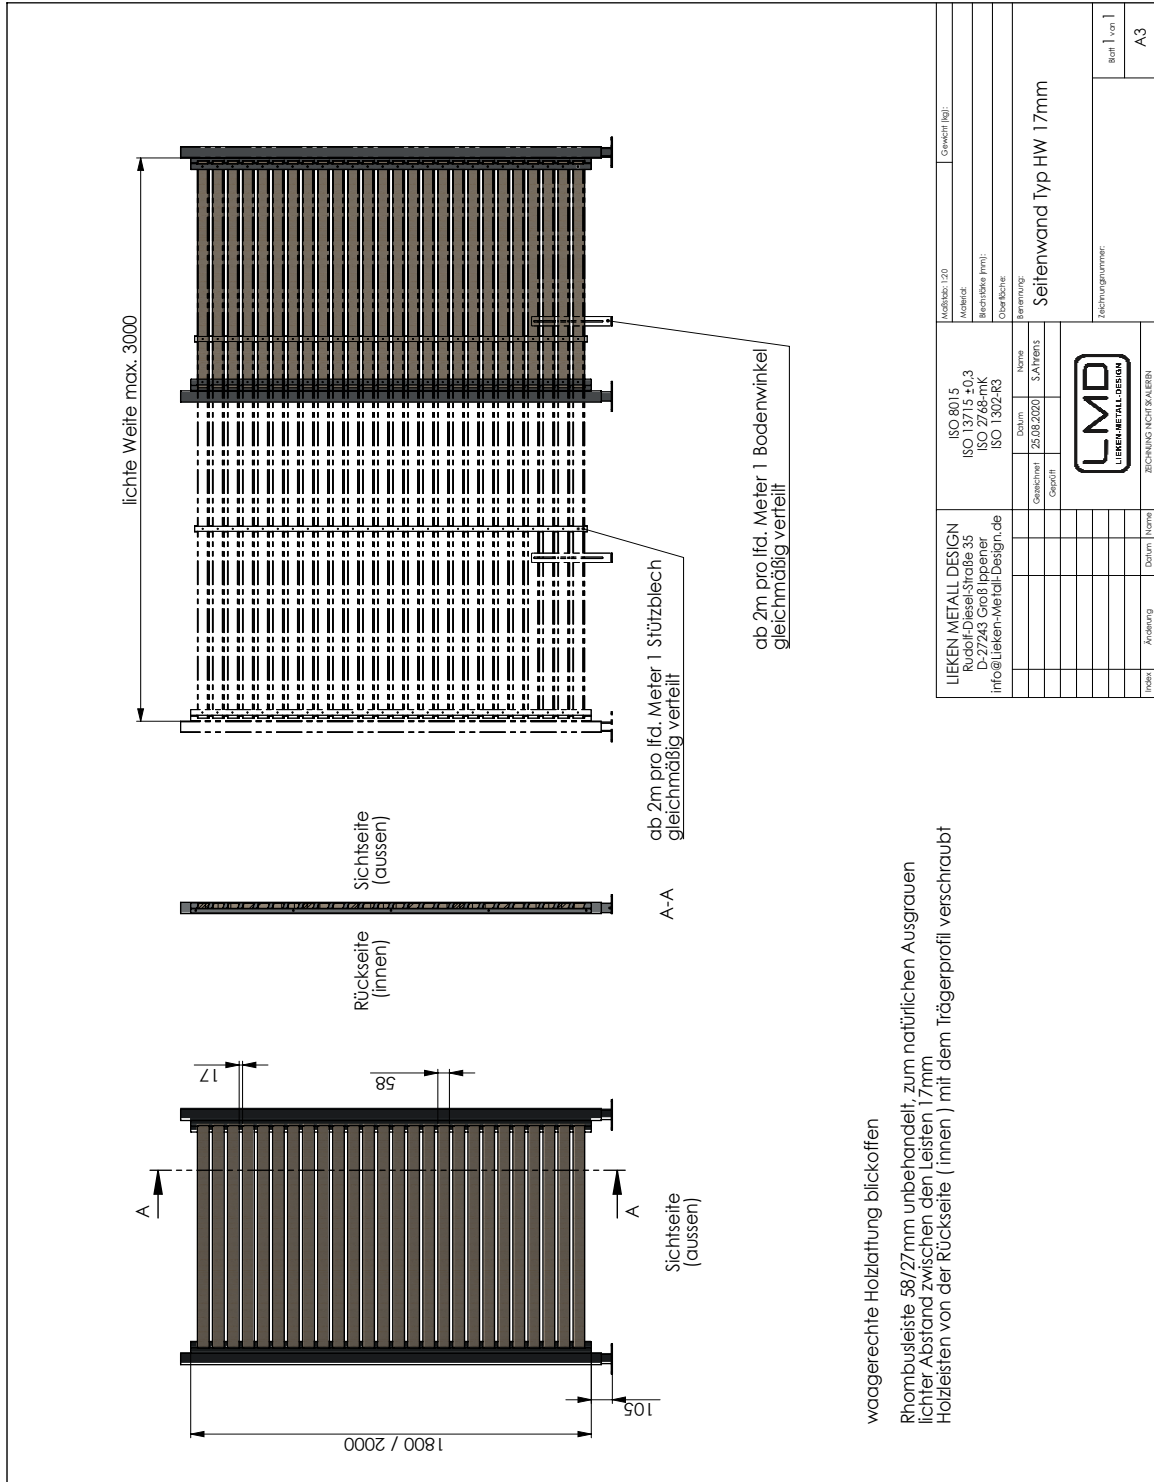 lichte Weite max. 3000
17
58
A
A
105
1800 / 2000
Sichtseite
(aussen)
Rückseite
(innen)
Sichtseite
(aussen)
A-A
ab 2m pro lfd. Meter 1 Stützblech
gleichmäßig verteilt
ab 2m pro lfd. Meter 1 Bodenwinkel
gleichmäßig verteilt
waagerechte Holzlattung blickoffen
Rhombusleiste 58/27mm unbehandelt, zum natürlichen Ausgrauen
lichter Abstand zwischen den Leisten 17mm
Holzleisten von der Rückseite ( innen ) mit dem Trägerprofil verschraubt
LIEKEN METALL DESIGN
Rudolf-Diesel-Straße 35
D-27243 Groß Ippener
info@Lieken-Metall-Design.de
ISO 8015
ISO 13715 ±0,3
ISO 2768-mK
ISO 1302-R3
Maßstab: 1:20
Gewicht (kg):
Material:
Blechstärke (mm):
Oberfläche:
Datum
Name
Gezeichnet
25.08.2020
S.Ahrens
Geprüft
Benennung:
Seitenwand Typ HW 17mm
LMD
LIEKEN-METALL-DESIGN
Zeichnungsnummer:
Blatt 1 von 1
A3
Index
Änderung
Datum
Name
ZEICHNUNG NICHT SKALIEREN